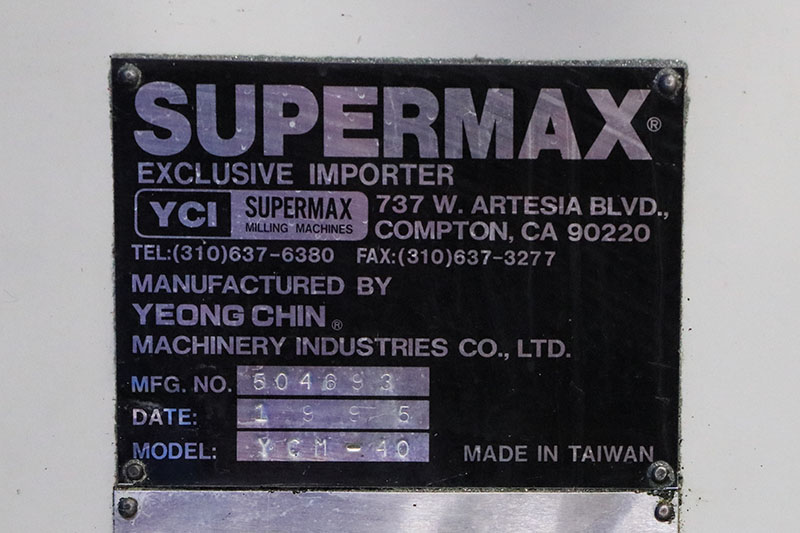 SUPERMAX®
EXCLUSIVE IMPORTER
YCI SUPERMAX MILLING MACHINES
737 W. ARTESIA BLVD.,
COMPTON, CA 90220
TEL:(310)637-6380 FAX:(310)637-3277
MANUFACTURED BY
YEONG CHIN®
MACHINERY INDUSTRIES CO., LTD.
MFG. NO. 504693
DATE: 1995
MODEL: YCM-40
MADE IN TAIWAN